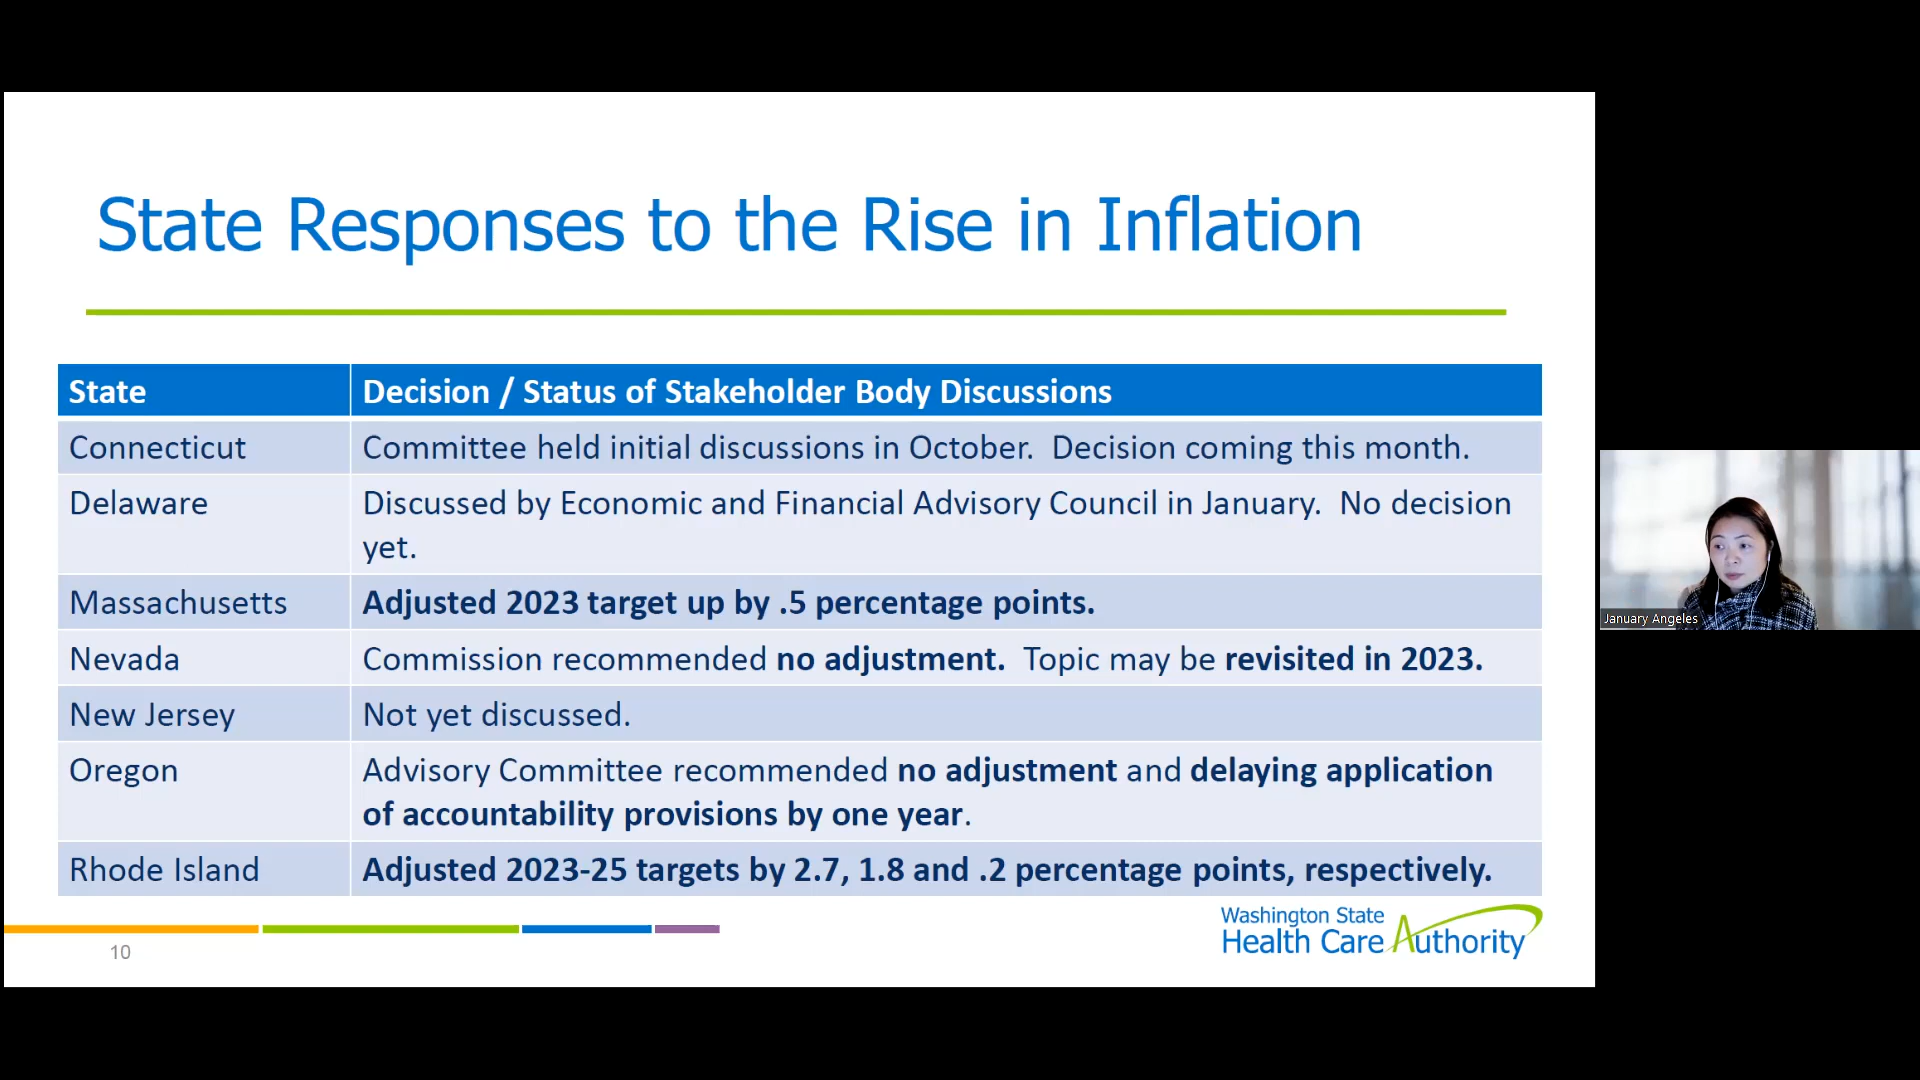 State Responses to the Rise in Inflation
State
Decision / Status of Stakeholder Body Discussions
Connecticut
Committee held initial discussions in October.  Decision coming this month.
Delaware
Discussed by Economic and Financial Advisory Council in January.  No decision
yet.
Massachusetts
Adjusted 2023 target up by .5 percentage points.
Nevada
Commission recommended no adjustment.  Topic may be revisited in 2023.
New Jersey
Not yet discussed.
Oregon
Advisory Committee recommended no adjustment and delaying application
of accountability provisions by one year.
Rhode Island
Adjusted 2023-25 targets by 2.7, 1.8 and .2 percentage points, respectively.
10
Washington State
Health Care Authority
January Angeles